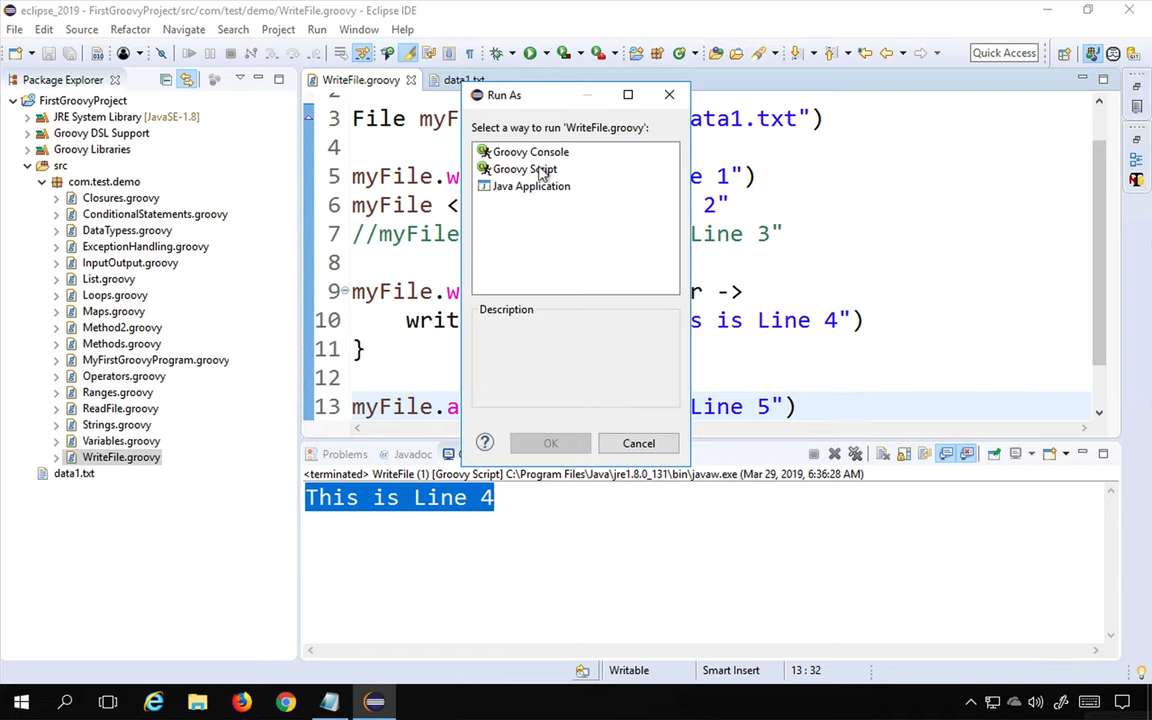 eclipse_2019 - FirstGroovyProject/src/com/test/demo/WriteFile.groovy - Eclipse IDE
File Edit Source Refactor Navigate Search Project Run Window Help
Quick Access
Package Explorer
WriteFile.groovy
data1.txt
FirstGroovyProject
JRE System Library [JavaSE-1.8]
Groovy DSL Support
Groovy Libraries
src
com.test.demo
Closures.groovy
ConditionalStatements.groovy
DataTypess.groovy
ExceptionHandling.groovy
InputOutput.groovy
List.groovy
Loops.groovy
Maps.groovy
Method2.groovy
Methods.groovy
MyFirstGroovyProgram.groovy
Operators.groovy
Ranges.groovy
ReadFile.groovy
Strings.groovy
Variables.groovy
WriteFile.groovy
data1.txt
2
3 File myF ata1.txt")
4
5 myFile.w e 1")
6 myFile < 2"
7 //myFile Line 3"
8
9 myFile.w r ->
10 writ s is Line 4")
11 }
12
13 myFile.a Line 5")
Run As
Select a way to run 'WriteFile.groovy':
Groovy Console
Groovy Script
Java Application
Description
OK Cancel
Problems @ Javadoc
<terminated> WriteFile (1) [Groovy Script] C:\Program Files\Java\jre1.8.0_131\bin\javaw.exe (Mar 29, 2019, 6:36:28 AM)
This is Line 4
Writable Smart Insert 13 : 32